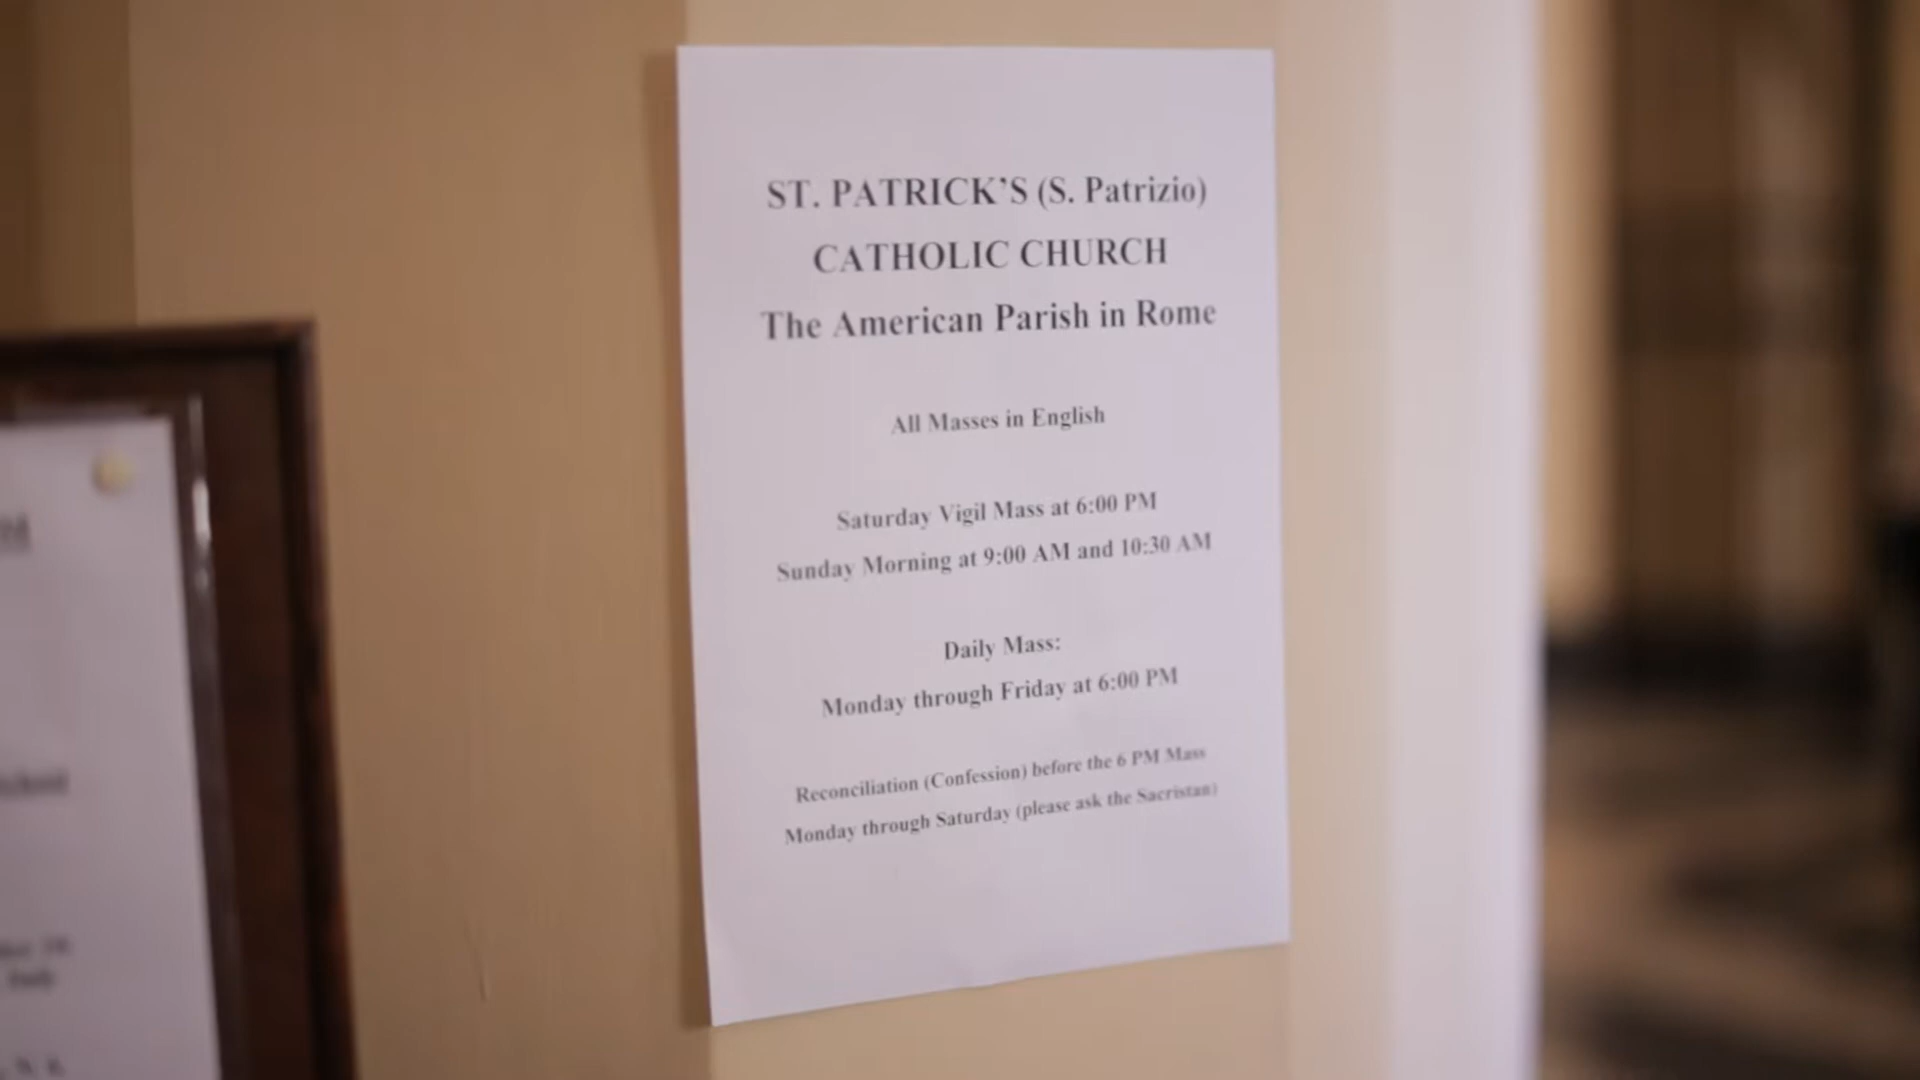 ST. PATRICK'S (S. Patrizio)
CATHOLIC CHURCH
The American Parish in Rome
All Masses in English
Saturday Vigil Mass at 6:00 PM
Sunday Morning at 9:00 AM and 10:30 AM
Daily Mass:
Monday through Friday at 6:00 PM
Reconciliation (Confession) before the 6 PM Mass
Monday through Saturday (please ask the Sacristan)